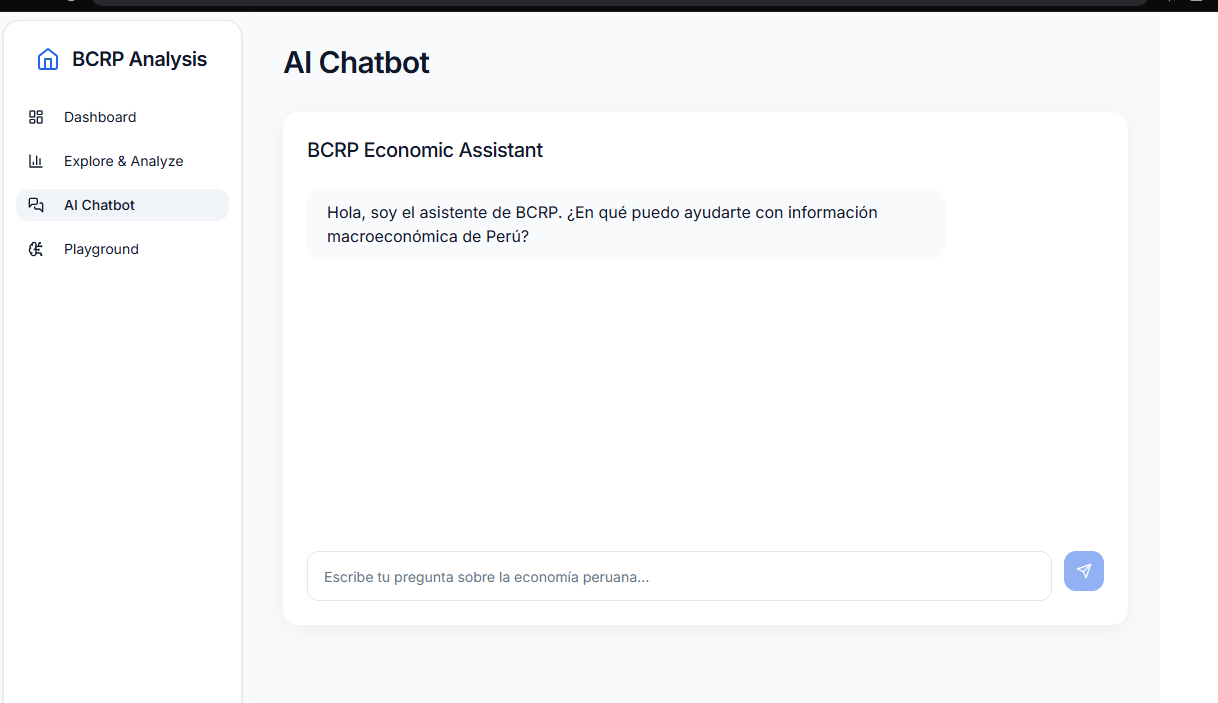 BCRP Analysis
Dashboard
Explore & Analyze
AI Chatbot
Playground
AI Chatbot
BCRP Economic Assistant
Hola, soy el asistente de BCRP. ¿En qué puedo ayudarte con información
macroeconómica de Perú?
Escribe tu pregunta sobre la economía peruana...